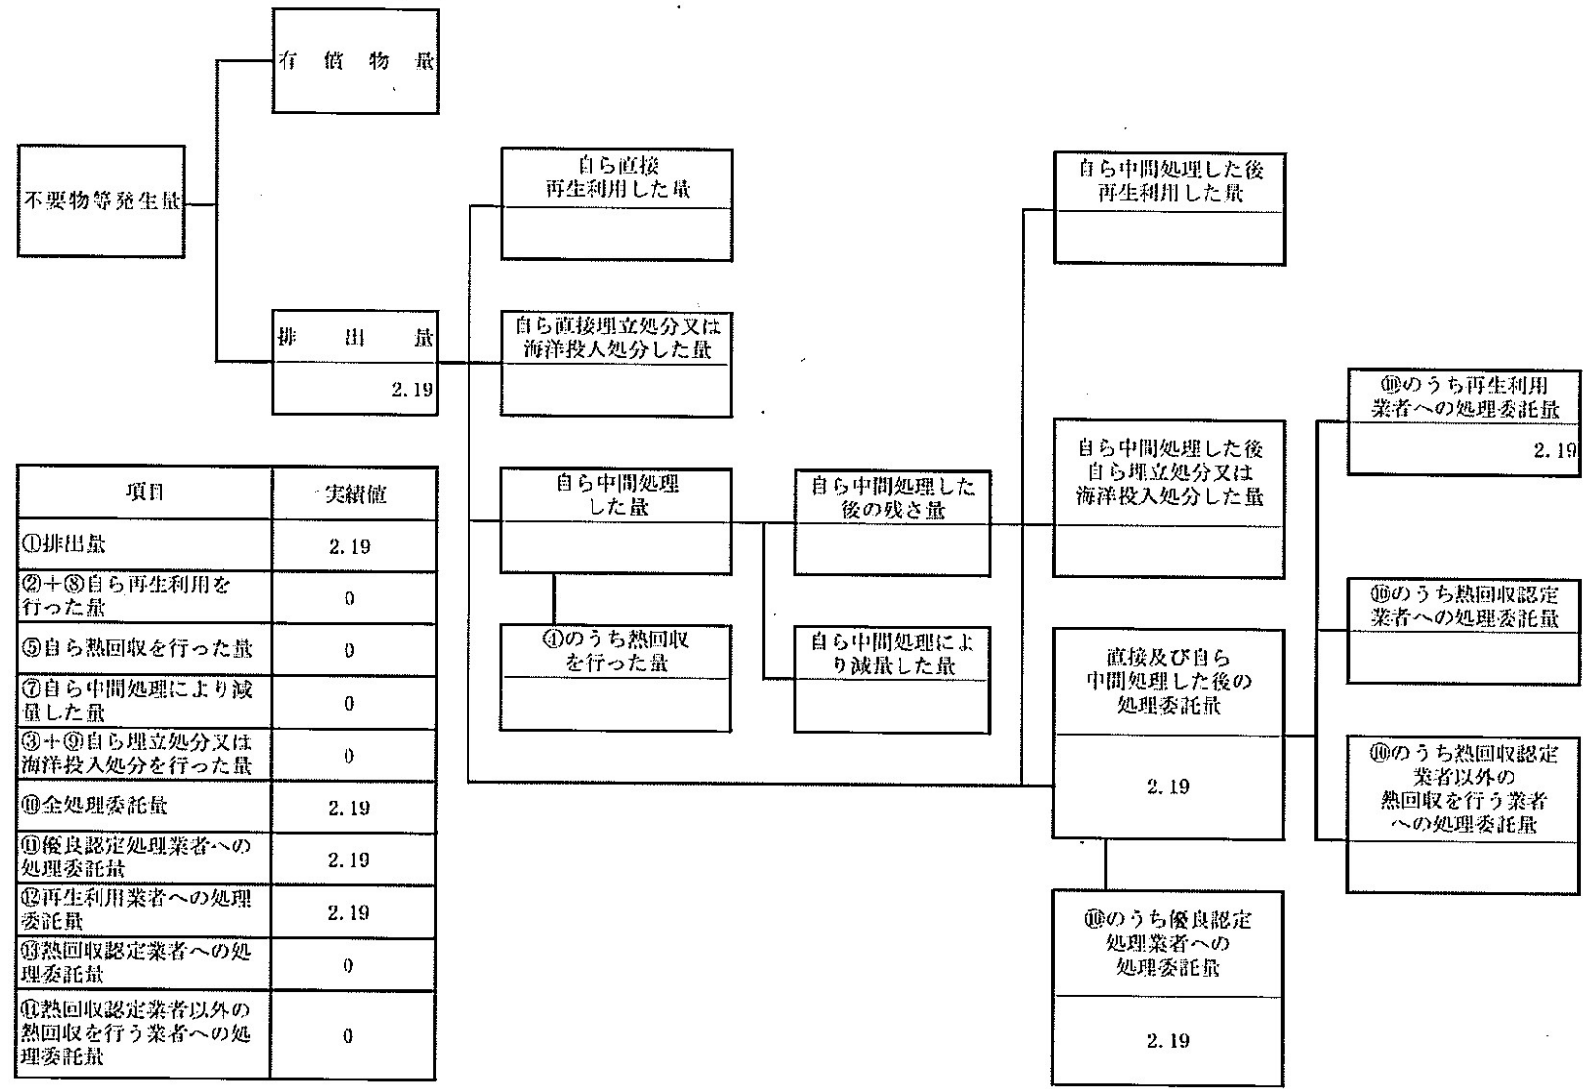 有償物量
不要物等発生量
排出量
2.19
自ら直接
再生利用した量
自ら直接埋立処分又は
海洋投入処分した量
自ら中間処理
した量
④のうち熱回収
を行った量
自ら中間処理した
後の残さ量
自ら中間処理によ
り減量した量
自ら中間処理した後
再生利用した量
自ら中間処理した後
自ら埋立処分又は
海洋投入処分した量
直接及び自ら
中間処理した後の
処理委託量
2.19
⑩のうち優良認定
処理業者への
処理委託量
2.19
⑩のうち再生利用
業者への処理委託量
2.19
⑩のうち熱回収認定
業者への処理委託量
⑩のうち熱回収認定
業者以外の
熱回収を行う業者
への処理委託量
項目 実績値
①排出量 2.19
②+⑧自ら再生利用を
行った量 0
⑤自ら熱回収を行った量 0
⑦自ら中間処理により減
量した量 0
③+⑨自ら埋立処分又は
海洋投入処分を行った量 0
⑩全処理委託量 2.19
⑪優良認定処理業者への
処理委託量 2.19
⑫再生利用業者への処理
委託量 2.19
⑬熱回収認定業者への処
理委託量 0
⑭熱回収認定業者以外の
熱回収を行う業者への処
理委託量 0